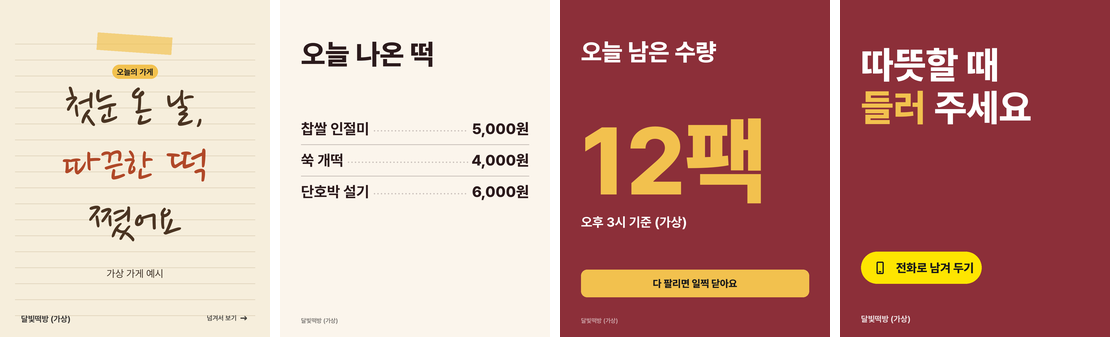 오늘의 가게
첫눈 온 날,
따끈한 떡
쪘어요
가상 가게 예시
달빛떡방 (가상)
넘겨서 보기 →
오늘 나온 떡
찹쌀 인절미 5,000원
쑥 개떡 4,000원
단호박 설기 6,000원
달빛떡방 (가상)
오늘 남은 수량
12팩
오후 3시 기준 (가상)
다 팔리면 일찍 닫아요
달빛떡방 (가상)
따뜻할 때
들러 주세요
전화로 남겨 두기
달빛떡방 (가상)